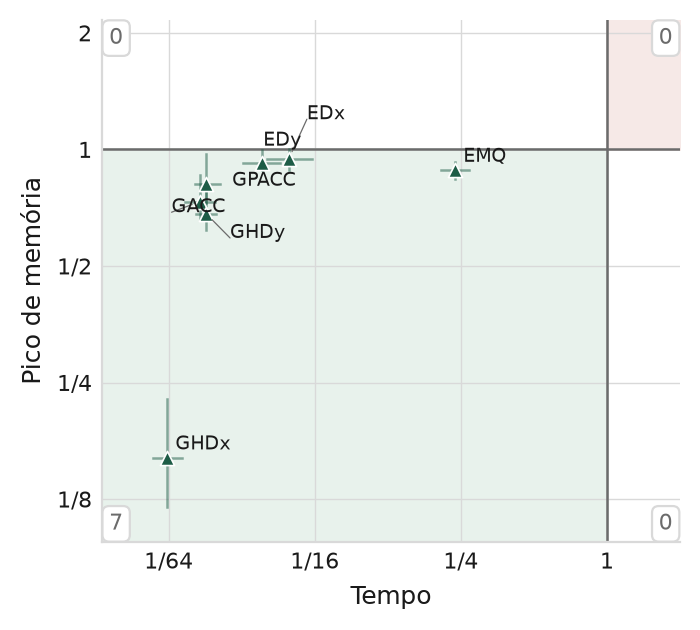 2
0
0
EDx
EDy
1
EMQ
GPACC
GACC
GHDy
1/2
1/4
GHDx
1/8
7
0
1/64
1/16
1/4
1
Tempo
Pico de memória